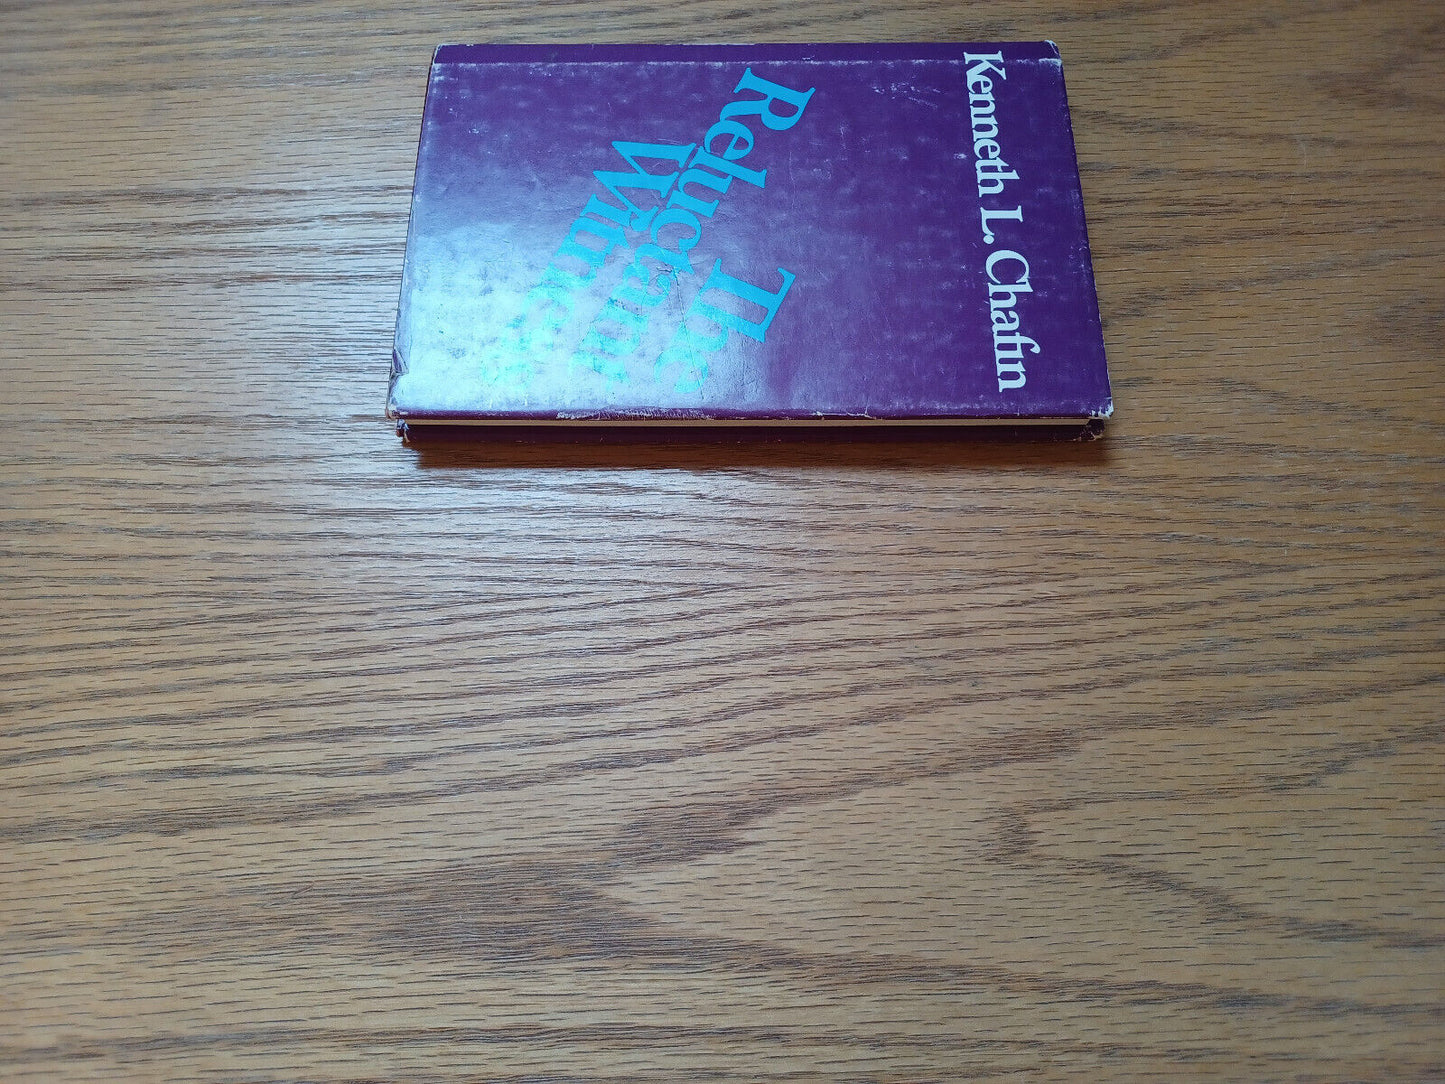 Kenneth L. Chafin
The
Reluctant
Witness